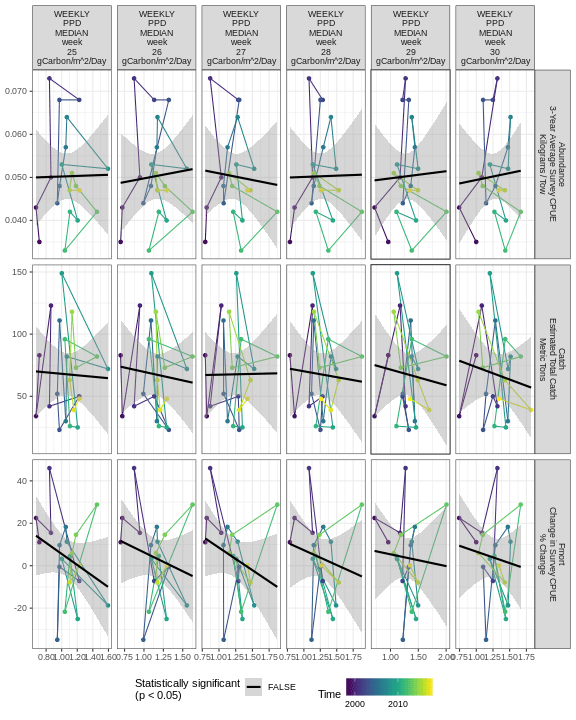 WEEKLY WEEKLY WEEKLY WEEKLY WEEKLY WEEKLY
PPD PPD PPD PPD PPD PPD
MEDIAN MEDIAN MEDIAN MEDIAN MEDIAN MEDIAN
week week week week week week
25 26 27 28 29 30
gCarbon/m^2/Day gCarbon/m^2/Day gCarbon/m^2/Day gCarbon/m^2/Day gCarbon/m^2/Day gCarbon/m^2/Day
0.070
0.060
0.050
0.040
Abundance
3-Year Average Survey CPUE
Kilograms / Tow
150
100
50
Catch
Estimated Total Catch
Metric Tons
40
20
0
-20
Fmort
Change in Survey CPUE
% Change
0.80 1.00 1.20 1.40 1.60 0.75 1.00 1.25 1.50 0.75 1.00 1.25 1.50 1.75 0.75 1.00 1.25 1.50 1.75 1.00 1.50 2.00 0.75 1.00 1.25 1.50 1.75
Statistically significant
(p < 0.05)
FALSE
Time
2000 2010